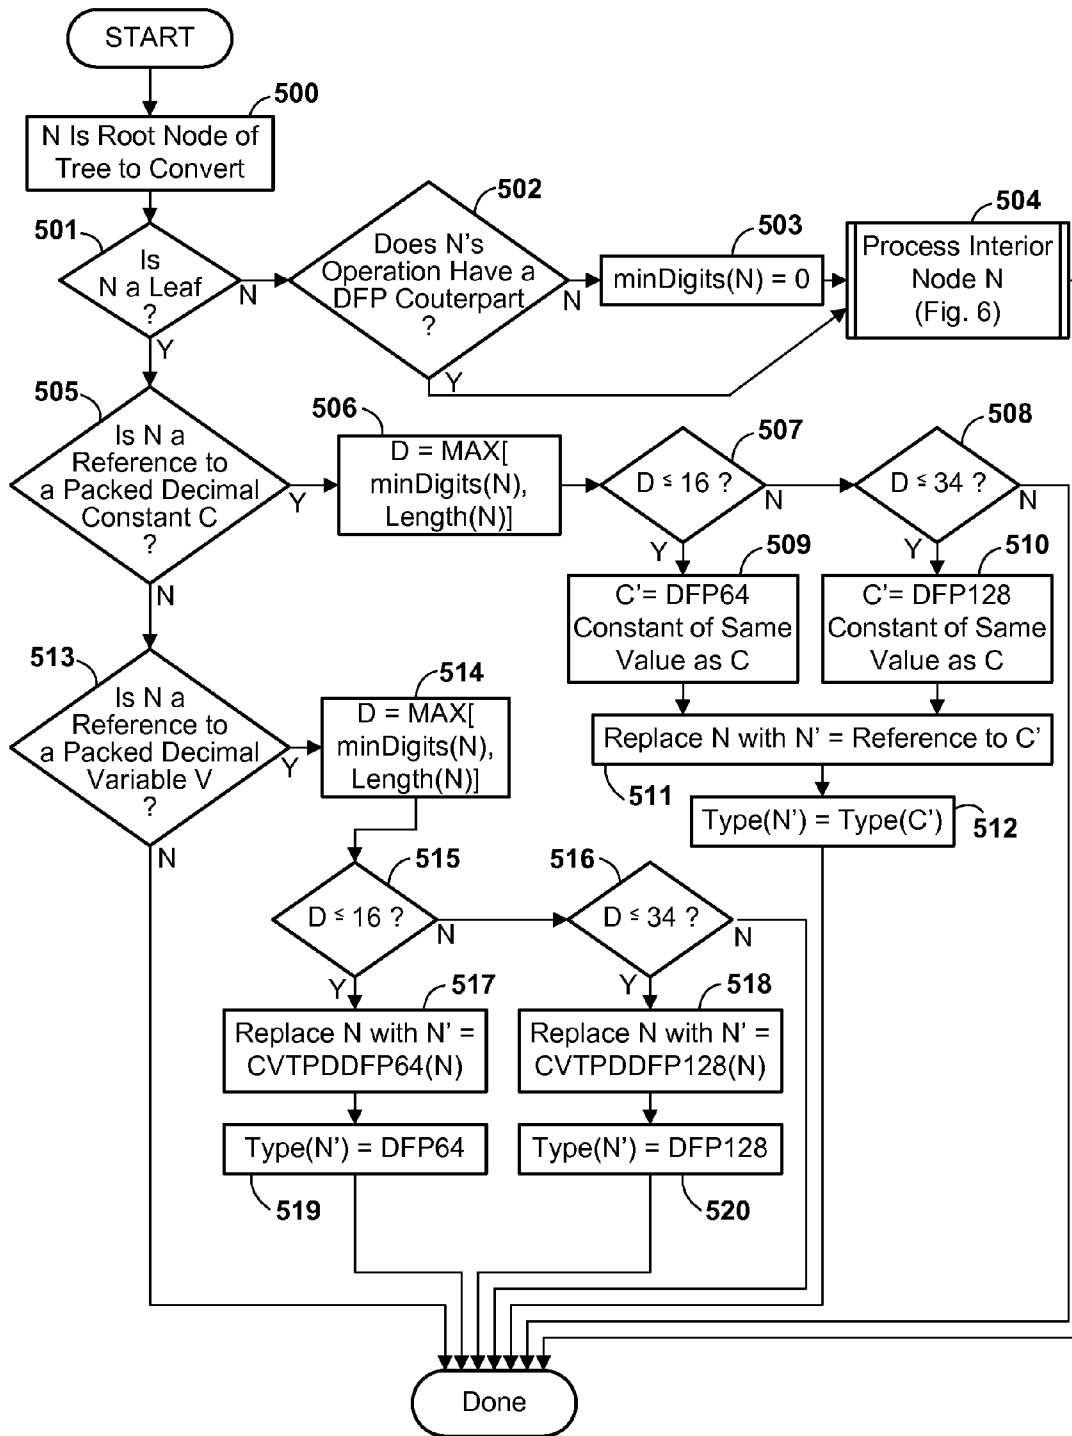 START
500
N Is Root Node of
Tree to Convert
501
Is
N a Leaf
?
N
Y
502
Does N's
Operation Have a
DFP Couterpart
?
N
Y
503
minDigits(N) = 0
504
Process Interior
Node N
(Fig. 6)
505
Is N a
Reference to
a Packed Decimal
Constant C
?
Y
N
506
D = MAX[
minDigits(N),
Length(N)]
507
D ≤ 16 ?
N
Y
508
D ≤ 34 ?
N
Y
509
C'= DFP64
Constant of Same
Value as C
510
C'= DFP128
Constant of Same
Value as C
511
Replace N with N' = Reference to C'
Type(N') = Type(C')
512
513
Is N a
Reference to
a Packed Decimal
Variable V
?
Y
N
514
D = MAX[
minDigits(N),
Length(N)]
515
D ≤ 16 ?
N
Y
516
D ≤ 34 ?
N
Y
517
Replace N with N' =
CVTPDDFP64(N)
518
Replace N with N' =
CVTPDDFP128(N)
Type(N') = DFP64
519
Type(N') = DFP128
520
Done